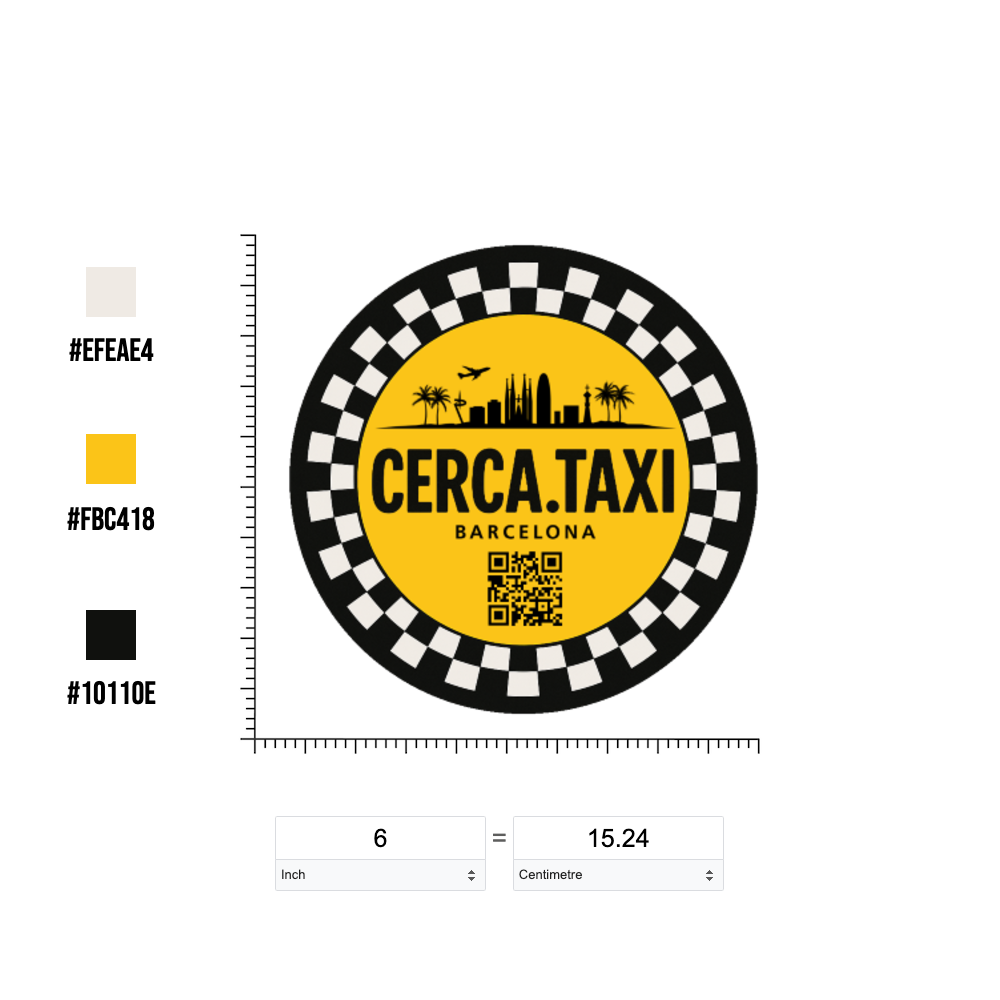 #EFEAE4
#FBC418
#10110E
CERCA.TAXI
BARCELONA
6 = 15.24
Inch Centimetre